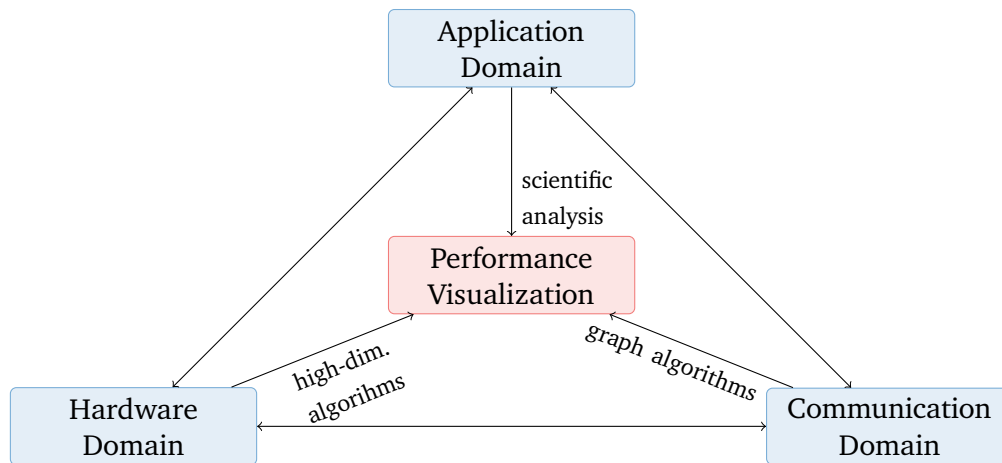 Application
Domain
scientific
analysis
Performance
Visualization
high-dim.
algorihms
graph algorithms
Hardware
Domain
Communication
Domain